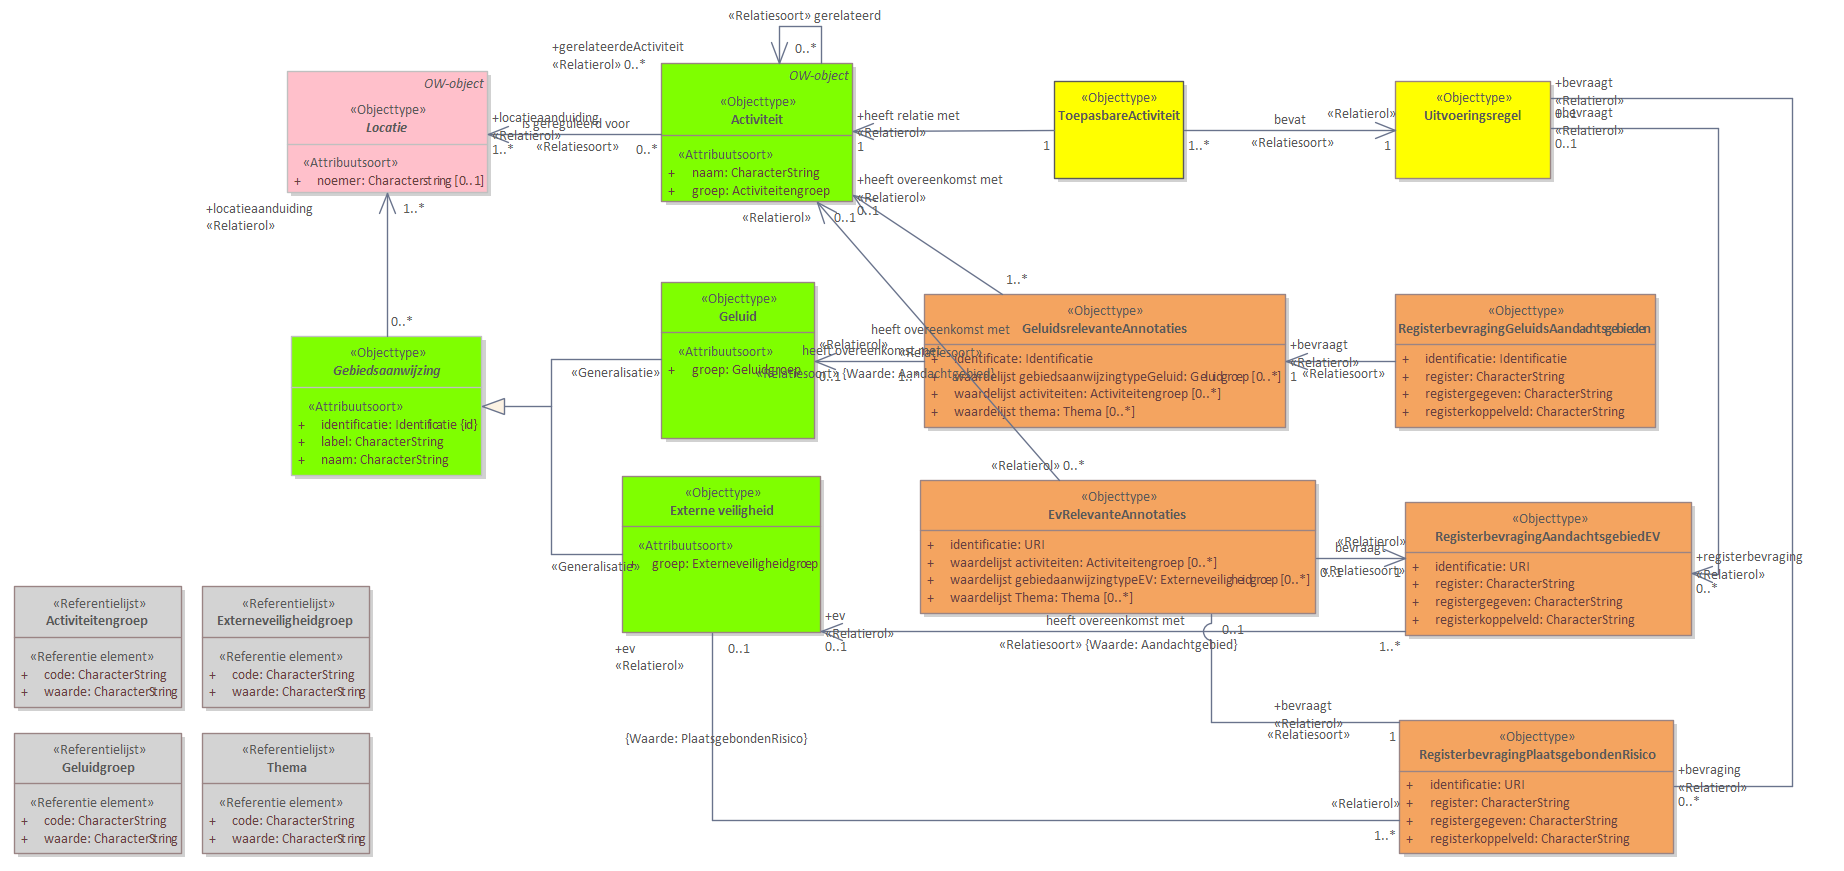 «Relatiesoort» gerelateerd
0..*
+gerelateerdeActiviteit
«Relatierol» 0..*
OW-object
«Objecttype»
Locatie
«Attribuutsoort»
+ noemer: Characterstring [0..1]
+locatieaanduiding
is gereguleerd voor
«Relatierol»
1..*
«Relatiesoort»
0..*
OW-object
«Objecttype»
Activiteit
«Attribuutsoort»
+ naam: CharacterString
+ groep: Activiteitengroep
+heeft relatie met
«Relatierol»
1
1
«Objecttype»
ToepasbareActiviteit
bevat
«Relatierol»
«Relatiesoort»
1..*
1
«Objecttype»
Uitvoeringsregel
+bevraagt
«Relatierol»
0..1
+bevraagt
«Relatierol»
0..1
+heeft overeenkomst met
«Relatierol»
0..1
«Relatierol»
0..1
+locatieaanduiding
«Relatierol»
1..*
0..*
1..*
«Objecttype»
Gebiedsaanwijzing
«Attribuutsoort»
+ identificatie: Identificatie {id}
+ label: CharacterString
+ naam: CharacterString
«Generalisatie»
«Objecttype»
Geluid
«Attribuutsoort»
+ groep: Geluidgroep
heeft overeenkomst met
«Relatierol»
heeft overeenkomst met
«Relatiesoort»
«Relatiesoort» {Waarde: Aandachtgebied}
0..1
1..*
«Objecttype»
GeluidsrelevanteAnnotaties
+ identificatie: Identificatie
+ waardelijst gebiedsaanwijzingtypeGeluid: Geluidgroep [0..*]
+ waardelijst activiteiten: Activiteitengroep [0..*]
+ waardelijst thema: Thema [0..*]
+bevraagt
«Relatierol»
1
«Relatiesoort»
«Objecttype»
RegisterbevragingGeluidsAandachtsgebieden
+ identificatie: Identificatie
+ register: CharacterString
+ registergegeven: CharacterString
+ registerkoppelveld: CharacterString
«Relatierol» 0..*
«Objecttype»
Externe veiligheid
«Attribuutsoort»
+ groep: Externeveiligheidgroep
«Generalisatie»
«Objecttype»
EvRelevanteAnnotaties
+ identificatie: URI
+ waardelijst activiteiten: Activiteitengroep [0..*]
+ waardelijst gebiedaanwijzingtypeEV: Externeveiligheidgroep [0..*]
+ waardelijst Thema: Thema [0..*]
«Relatierol»
bevraagt
«Relatiesoort»
0..1
1
«Objecttype»
RegisterbevragingAandachtsgebiedEV
+ identificatie: URI
+ register: CharacterString
+ registergegeven: CharacterString
+ registerkoppelveld: CharacterString
+registerbevraging
«Relatierol»
0..*
+ev
«Relatierol»
0..1
heeft overeenkomst met
«Relatiesoort» {Waarde: Aandachtgebied}
0..1
1..*
+ev
«Relatierol»
0..1
{Waarde: PlaatsgebondenRisico}
+bevraagt
«Relatierol»
«Relatiesoort»
1
«Relatierol»
1..*
«Objecttype»
RegisterbevragingPlaatsgebondenRisico
+ identificatie: URI
+ register: CharacterString
+ registergegeven: CharacterString
+ registerkoppelveld: CharacterString
+bevraging
«Relatierol»
0..*
«Referentielijst»
Activiteitengroep
«Referentie element»
+ code: CharacterString
+ waarde: CharacterString
«Referentielijst»
Externeveiligheidgroep
«Referentie element»
+ code: CharacterString
+ waarde: CharacterString
«Referentielijst»
Geluidgroep
«Referentie element»
+ code: CharacterString
+ waarde: CharacterString
«Referentielijst»
Thema
«Referentie element»
+ code: CharacterString
+ waarde: CharacterString